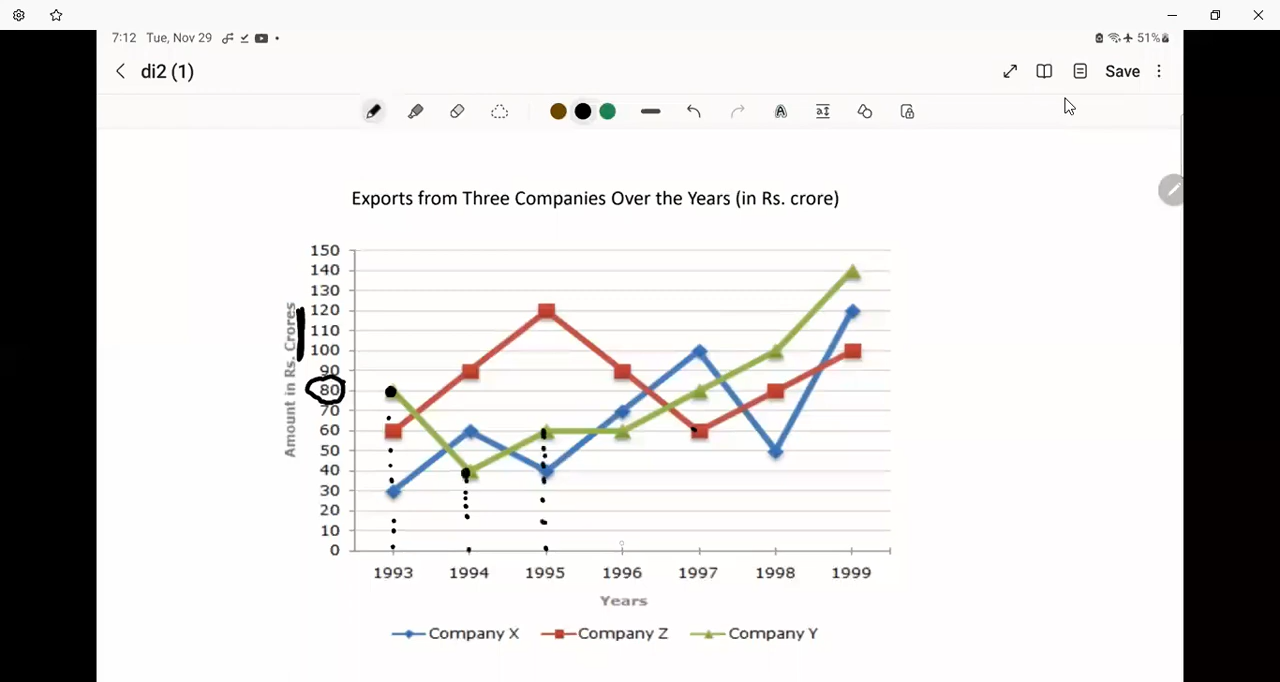 7:12 Tue, Nov 29
51%
di2 (1)
Save
Exports from Three Companies Over the Years (in Rs. crore)
Amount in Rs. Crores
150
140
130
120
110
100
90
80
70
60
50
40
30
20
10
0
1993 1994 1995 1996 1997 1998 1999
Years
Company X Company Z Company Y